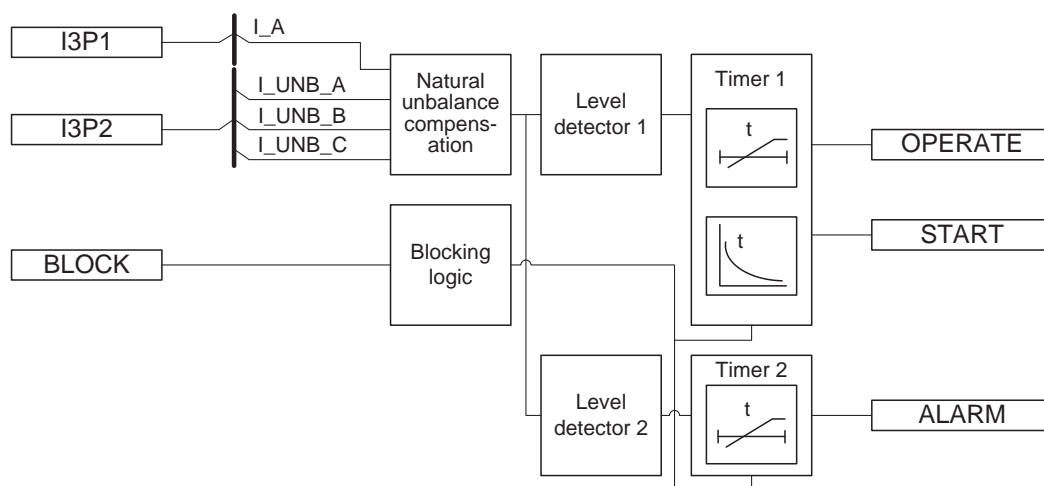 I3P1
I_A
I3P2
I_UNB_A
I_UNB_B
I_UNB_C
Natural
unbalance
compens-
ation
Level
detector 1
Timer 1
t
t
OPERATE
START
BLOCK
Blocking
logic
Level
detector 2
Timer 2
t
ALARM